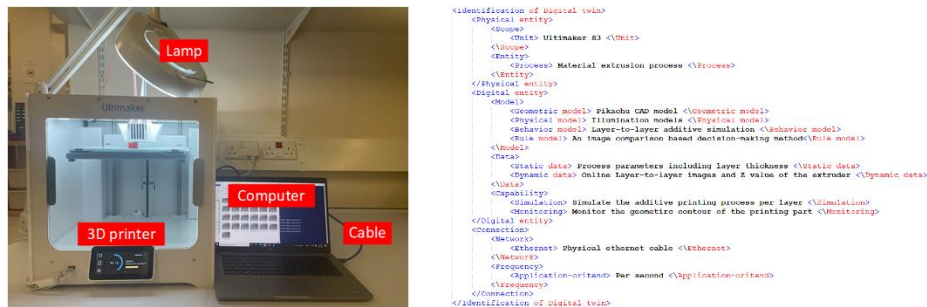 Lamp
Ultimaker
Computer
3D printer
Cable
<Identification of Digital twin>
<Physical entity>
<Scope>
<Unit> Ultimaker S3 <\Unit>
<\Scope>
<Entity>
<Process> Material extrusion process <\Process>
<\Entity>
<\Physical entity>
<Digital entity>
<Model>
<Geometric model> Pikachu CAD model <\Geometric model>
<Physical model> Illumination models <\Physical model>
<Behavior model> Layer-to-layer additive simulation <\Behavior model>
<Rule model> An image comparison based decision-making method<\Rule model>
<\Model>
<Data>
<Static data> Process parameters including layer thickness <\Static data>
<Dynamic data> Online Layer-to-layer images and Z value of the extruder <\Dynamic data>
<\Data>
<Capability>
<Simulation> Simulate the additive printing process per layer <\Simulation>
<Monitoring> Monitor the geometirc contour of the printing part <\Monitoring>
<\Capability>
<\Digital entity>
<Connection>
<Network>
<Ethernet> Physical ethernet cable <\Ethernet>
<\Network>
<Frequency>
<Application-oritend> Per second <\Application-oritend>
<\Frequency>
<\Connection>
<\Identification of Digital twin>